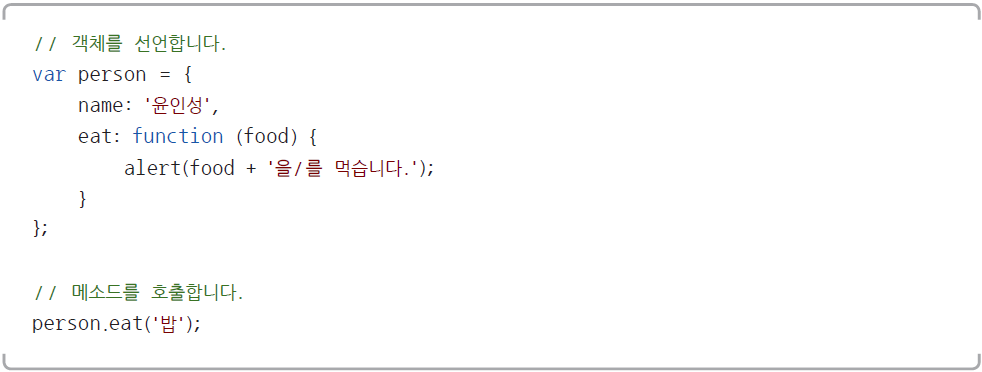 // 객체를 선언합니다.
var person = {
    name: '윤인성',
    eat: function (food) {
        alert(food + '을/를 먹습니다.');
    }
};
// 메소드를 호출합니다.
person.eat('밥');